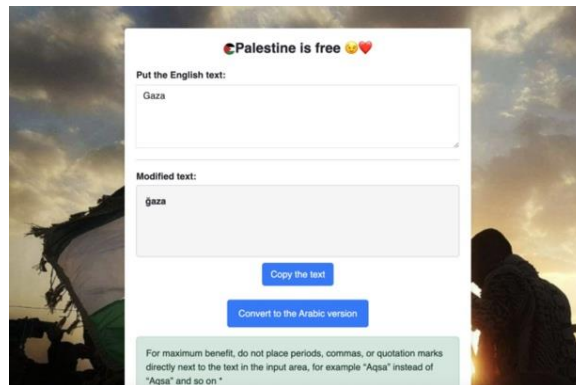 Palestine is free 😉❤️
Put the English text:
Gaza
Modified text:
ğaza
Copy the text
Convert to the Arabic version
For maximum benefit, do not place periods, commas, or quotation marks
directly next to the text in the input area, for example "Aqsa" instead of
"Aqsa" and so on "